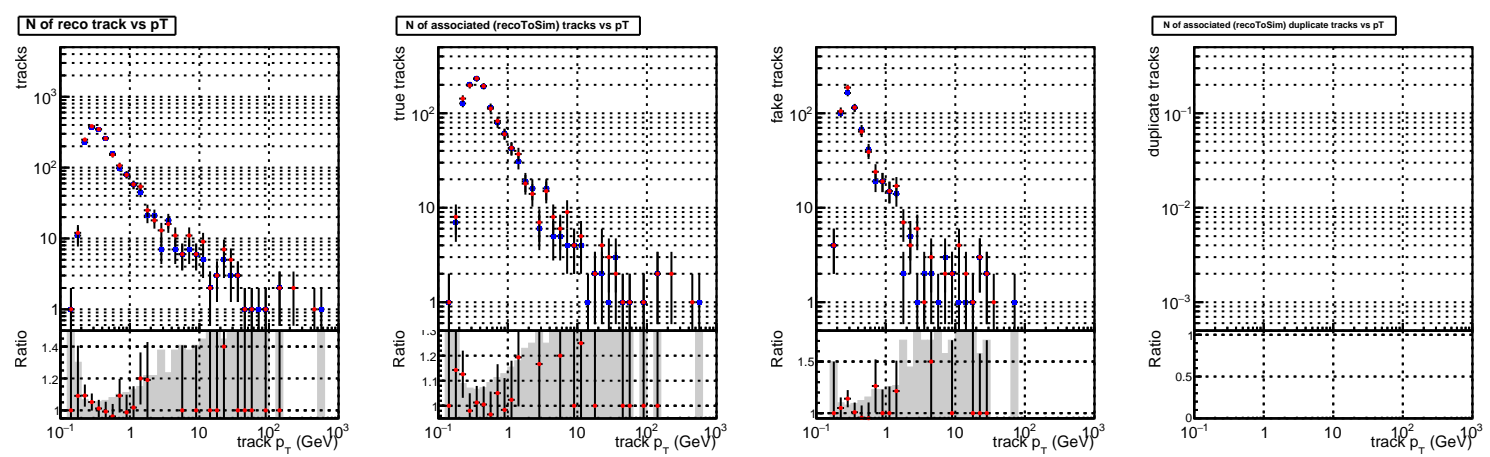 N of reco track vs pT
tracks
10³
10²
10
1
Ratio
1.4
1.2
1
10⁻¹ 1 10 10² 10³
track p_T (GeV)
N of associated (recoToSim) tracks vs pT
true tracks
10²
10
1
Ratio
1.3
1.2
1.1
1
10⁻¹ 1 10 10² 10³
track p_T (GeV)
fake tracks
10²
10
1
Ratio
1.5
1
10⁻¹ 1 10 10² 10³
track p_T (GeV)
N of associated (recoToSim) duplicate tracks vs pT
duplicate tracks
10⁻¹
10⁻²
10⁻³
Ratio
1
0.5
0
10⁻¹ 1 10 10² 10³
track p_T (GeV)